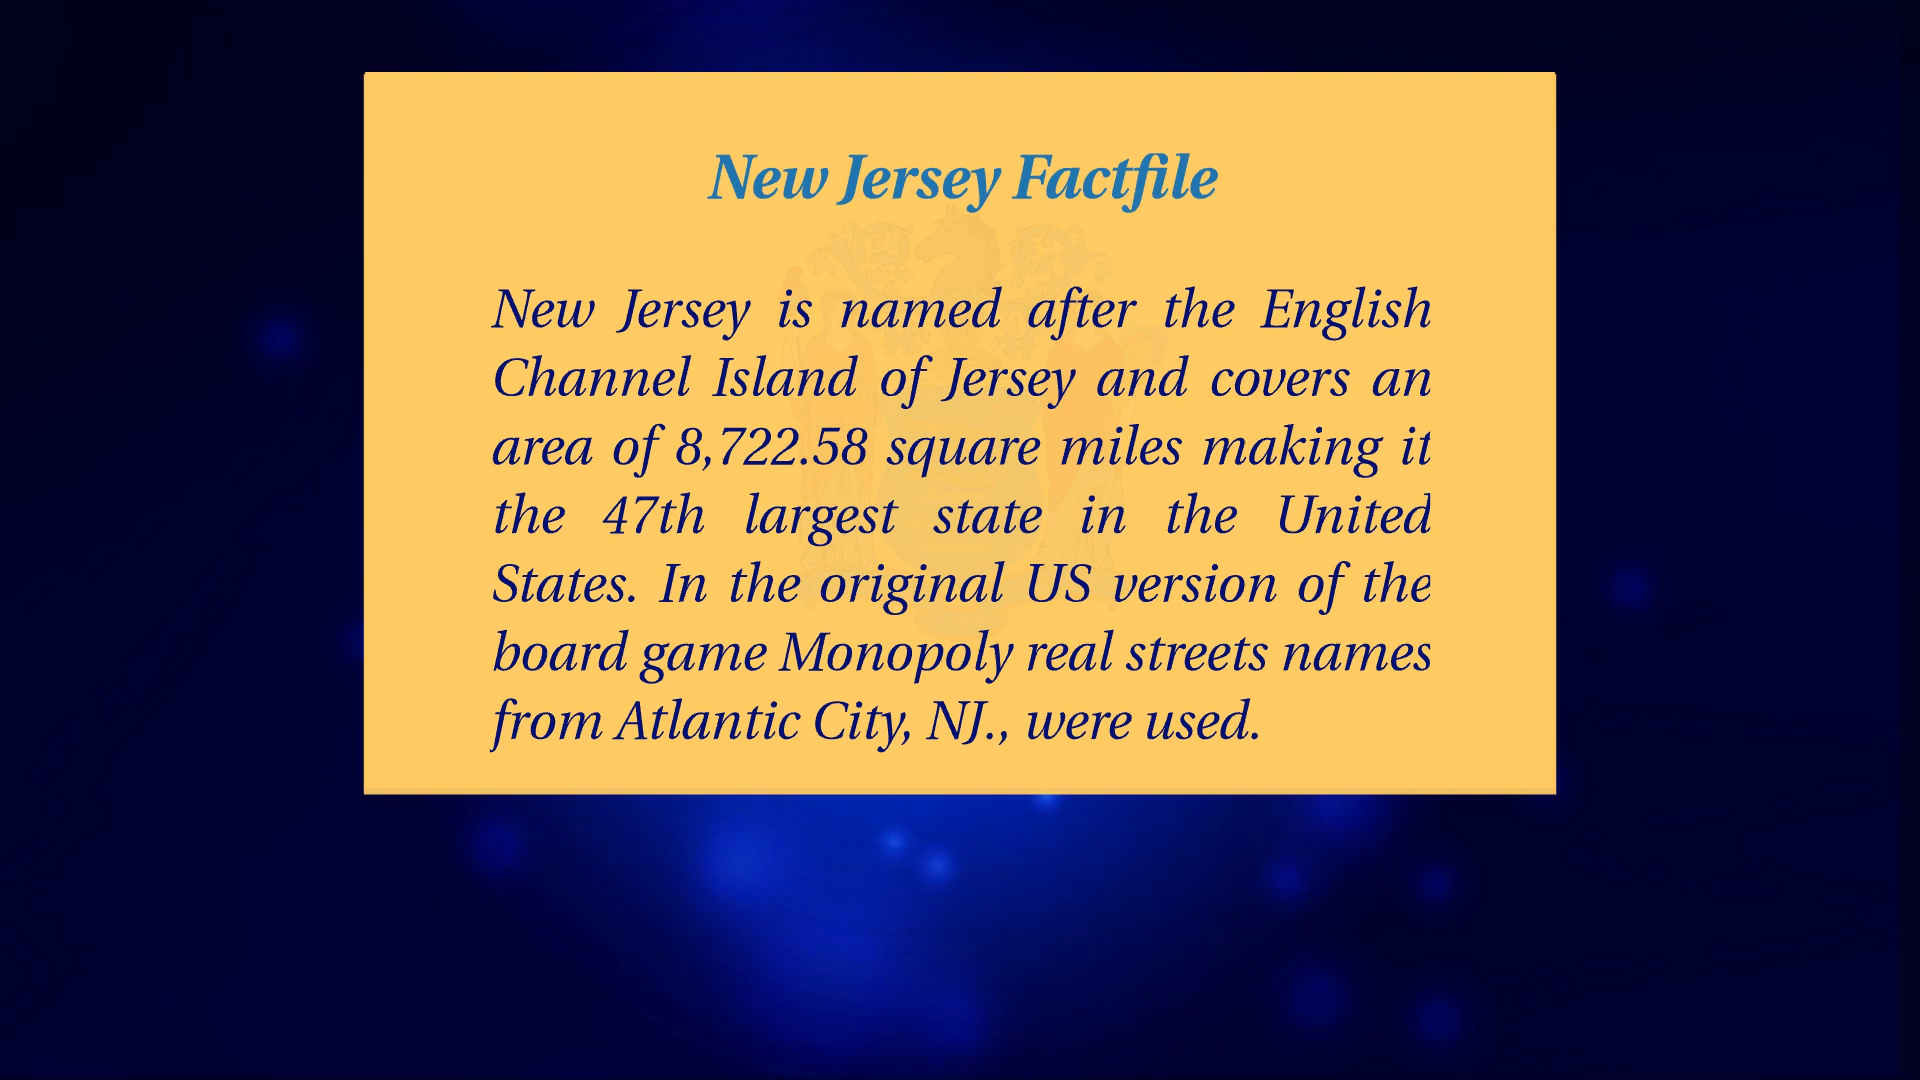 New Jersey Factfile
New Jersey is named after the English
Channel Island of Jersey and covers an
area of 8,722.58 square miles making it
the 47th largest state in the United
States. In the original US version of the
board game Monopoly real streets names
from Atlantic City, NJ., were used.